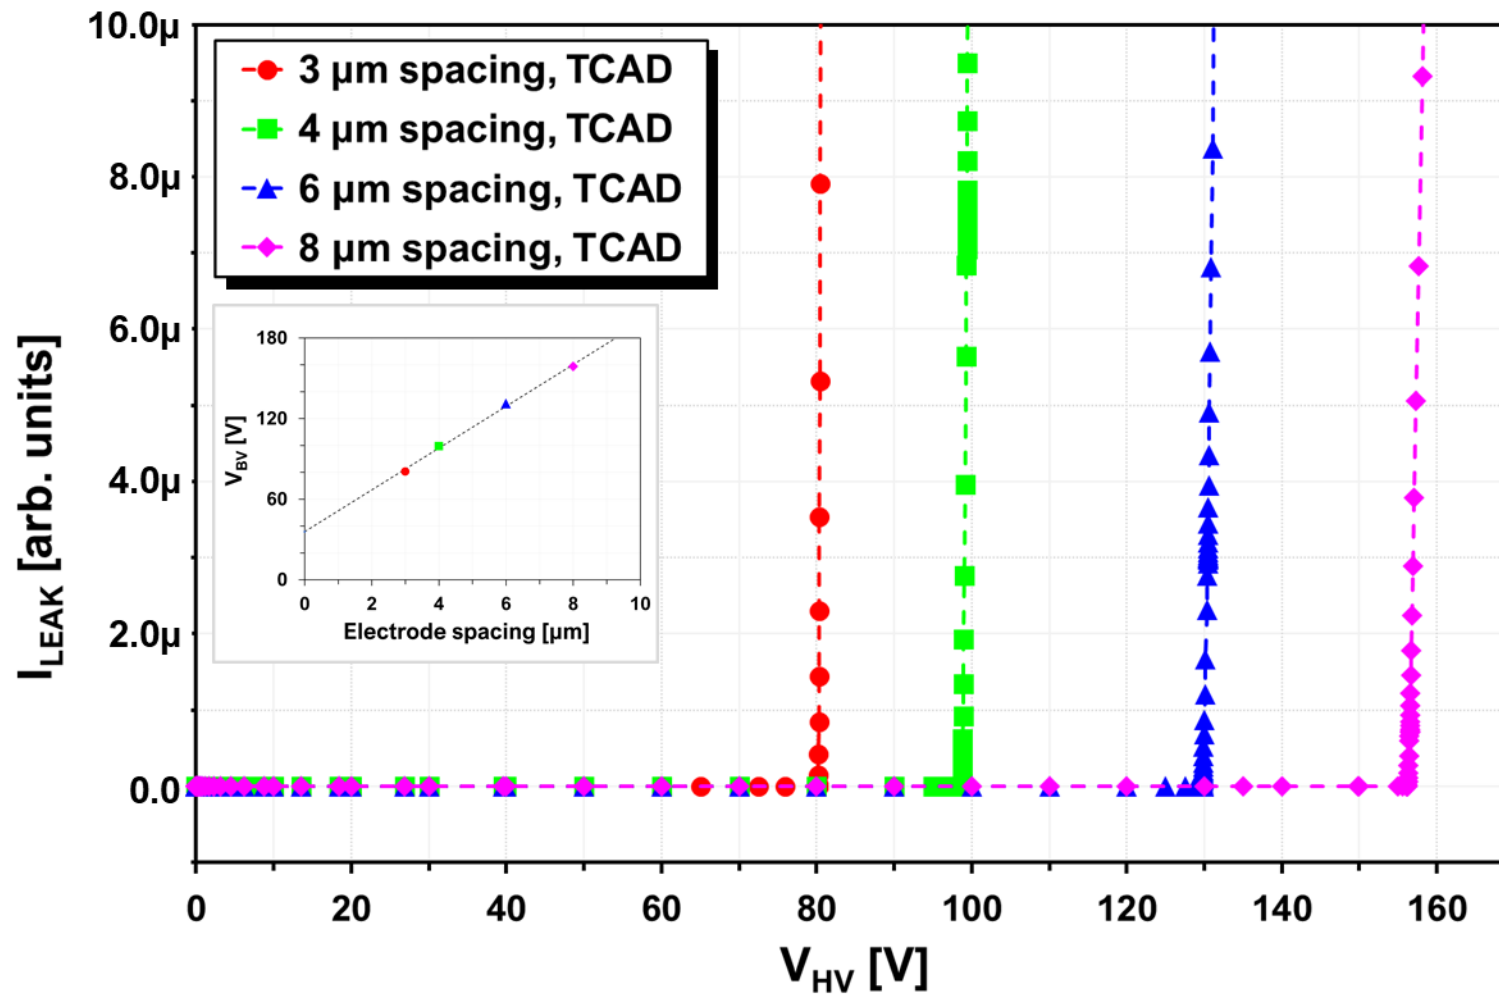 10.0µ
8.0µ
6.0µ
4.0µ
2.0µ
0.0
I_LEAK [arb. units]
3 µm spacing, TCAD
4 µm spacing, TCAD
6 µm spacing, TCAD
8 µm spacing, TCAD
180
120
60
0
V_BV [V]
0 2 4 6 8 10
Electrode spacing [µm]
0 20 40 60 80 100 120 140 160
V_HV [V]